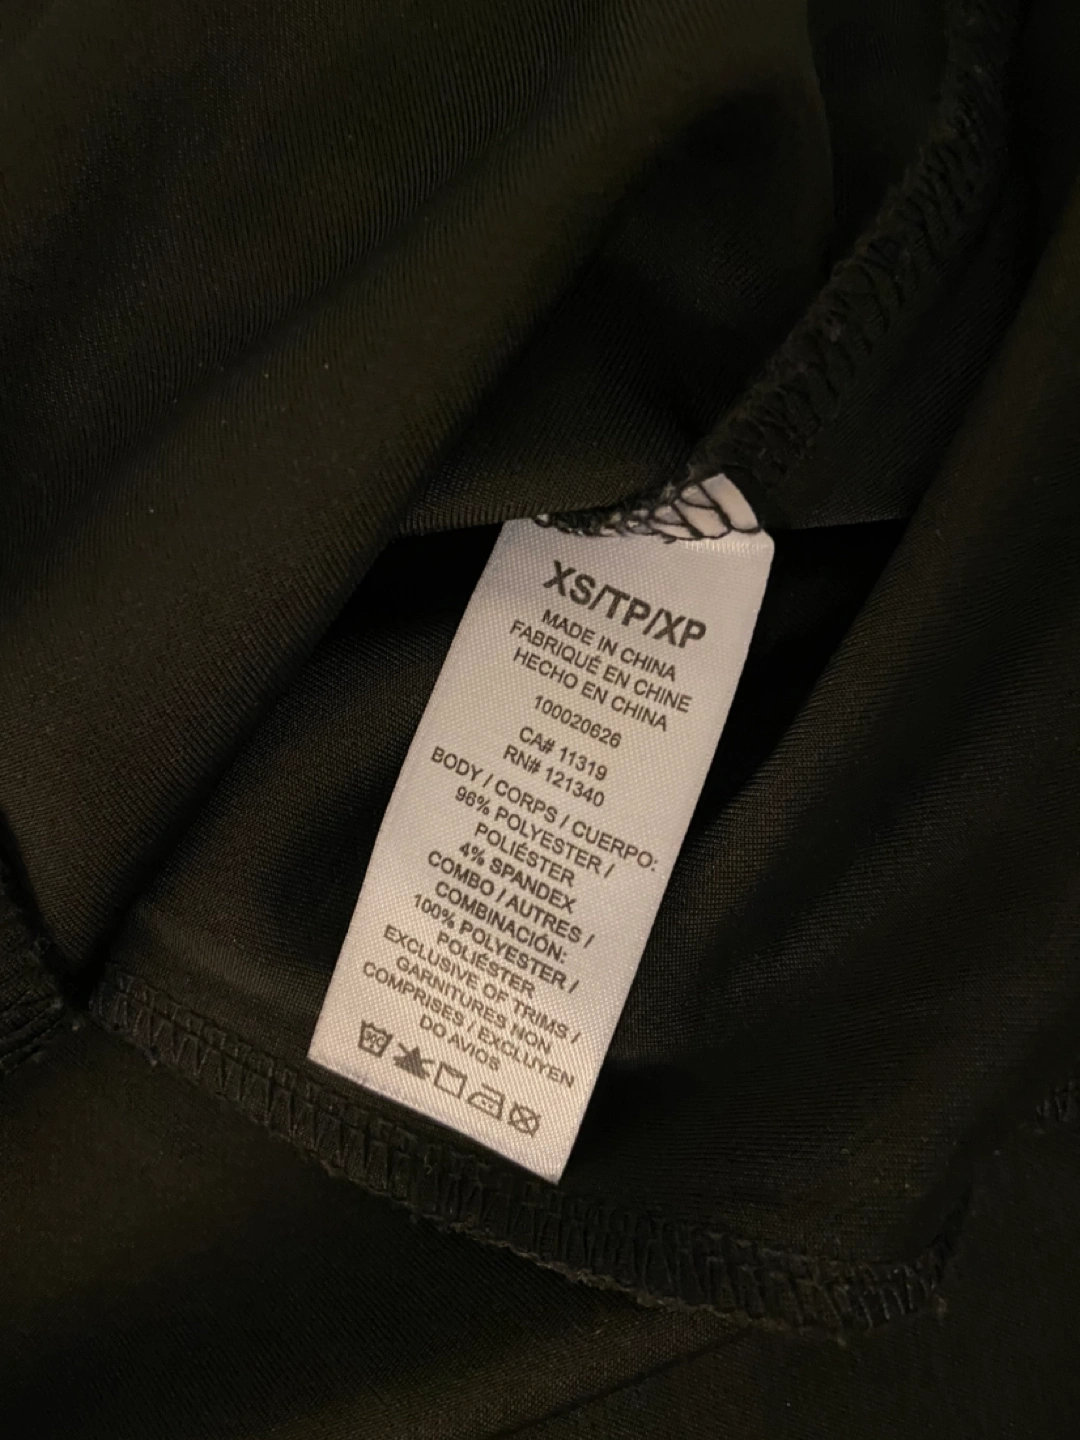 XS/TP/XP
MADE IN CHINA
FABRIQUÉ EN CHINE
HECHO EN CHINA
100020626
CA# 11319
RN# 121340
BODY / CORPS / CUERPO:
96% POLYESTER /
POLIÉSTER
4% SPANDEX
COMBO / AUTRES /
COMBINACIÓN:
100% POLYESTER /
POLIÉSTER
EXCLUSIVE OF TRIMS /
GARNITURES NON
COMPRISES / EXCLUYEN
DO AVIOS